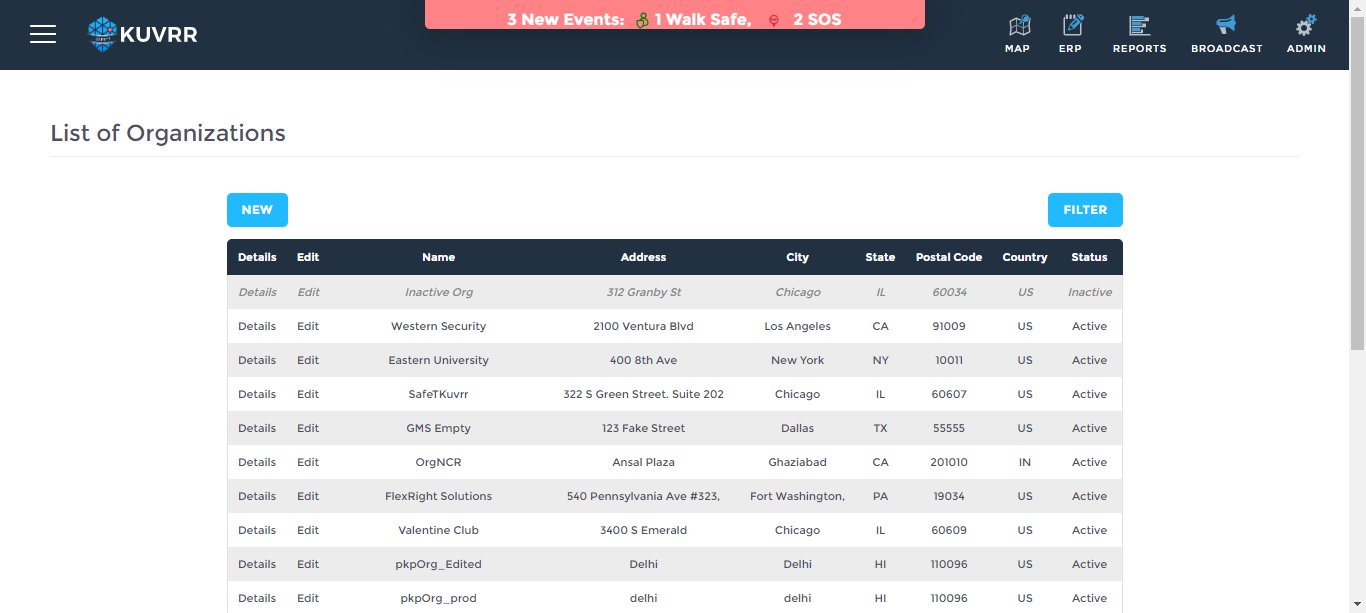 3 New Events: 1 Walk Safe, 2 SOS
KUVRR
MAP ERP REPORTS BROADCAST ADMIN
List of Organizations
NEW FILTER
Details Edit Name Address City State Postal Code Country Status
Details Edit Inactive Org 312 Granby St Chicago IL 60034 US Inactive
Details Edit Western Security 2100 Ventura Blvd Los Angeles CA 91009 US Active
Details Edit Eastern University 400 8th Ave New York NY 10011 US Active
Details Edit SafeTKuvrr 322 S Green Street. Suite 202 Chicago IL 60607 US Active
Details Edit GMS Empty 123 Fake Street Dallas TX 55555 US Active
Details Edit OrgNCR Ansal Plaza Ghaziabad CA 201010 IN Active
Details Edit FlexRight Solutions 540 Pennsylvania Ave #323, Fort Washington, PA 19034 US Active
Details Edit Valentine Club 3400 S Emerald Chicago IL 60609 US Active
Details Edit pkpOrg_Edited Delhi Delhi HI 110096 US Active
Details Edit pkpOrg_prod delhi delhi HI 110096 US Active